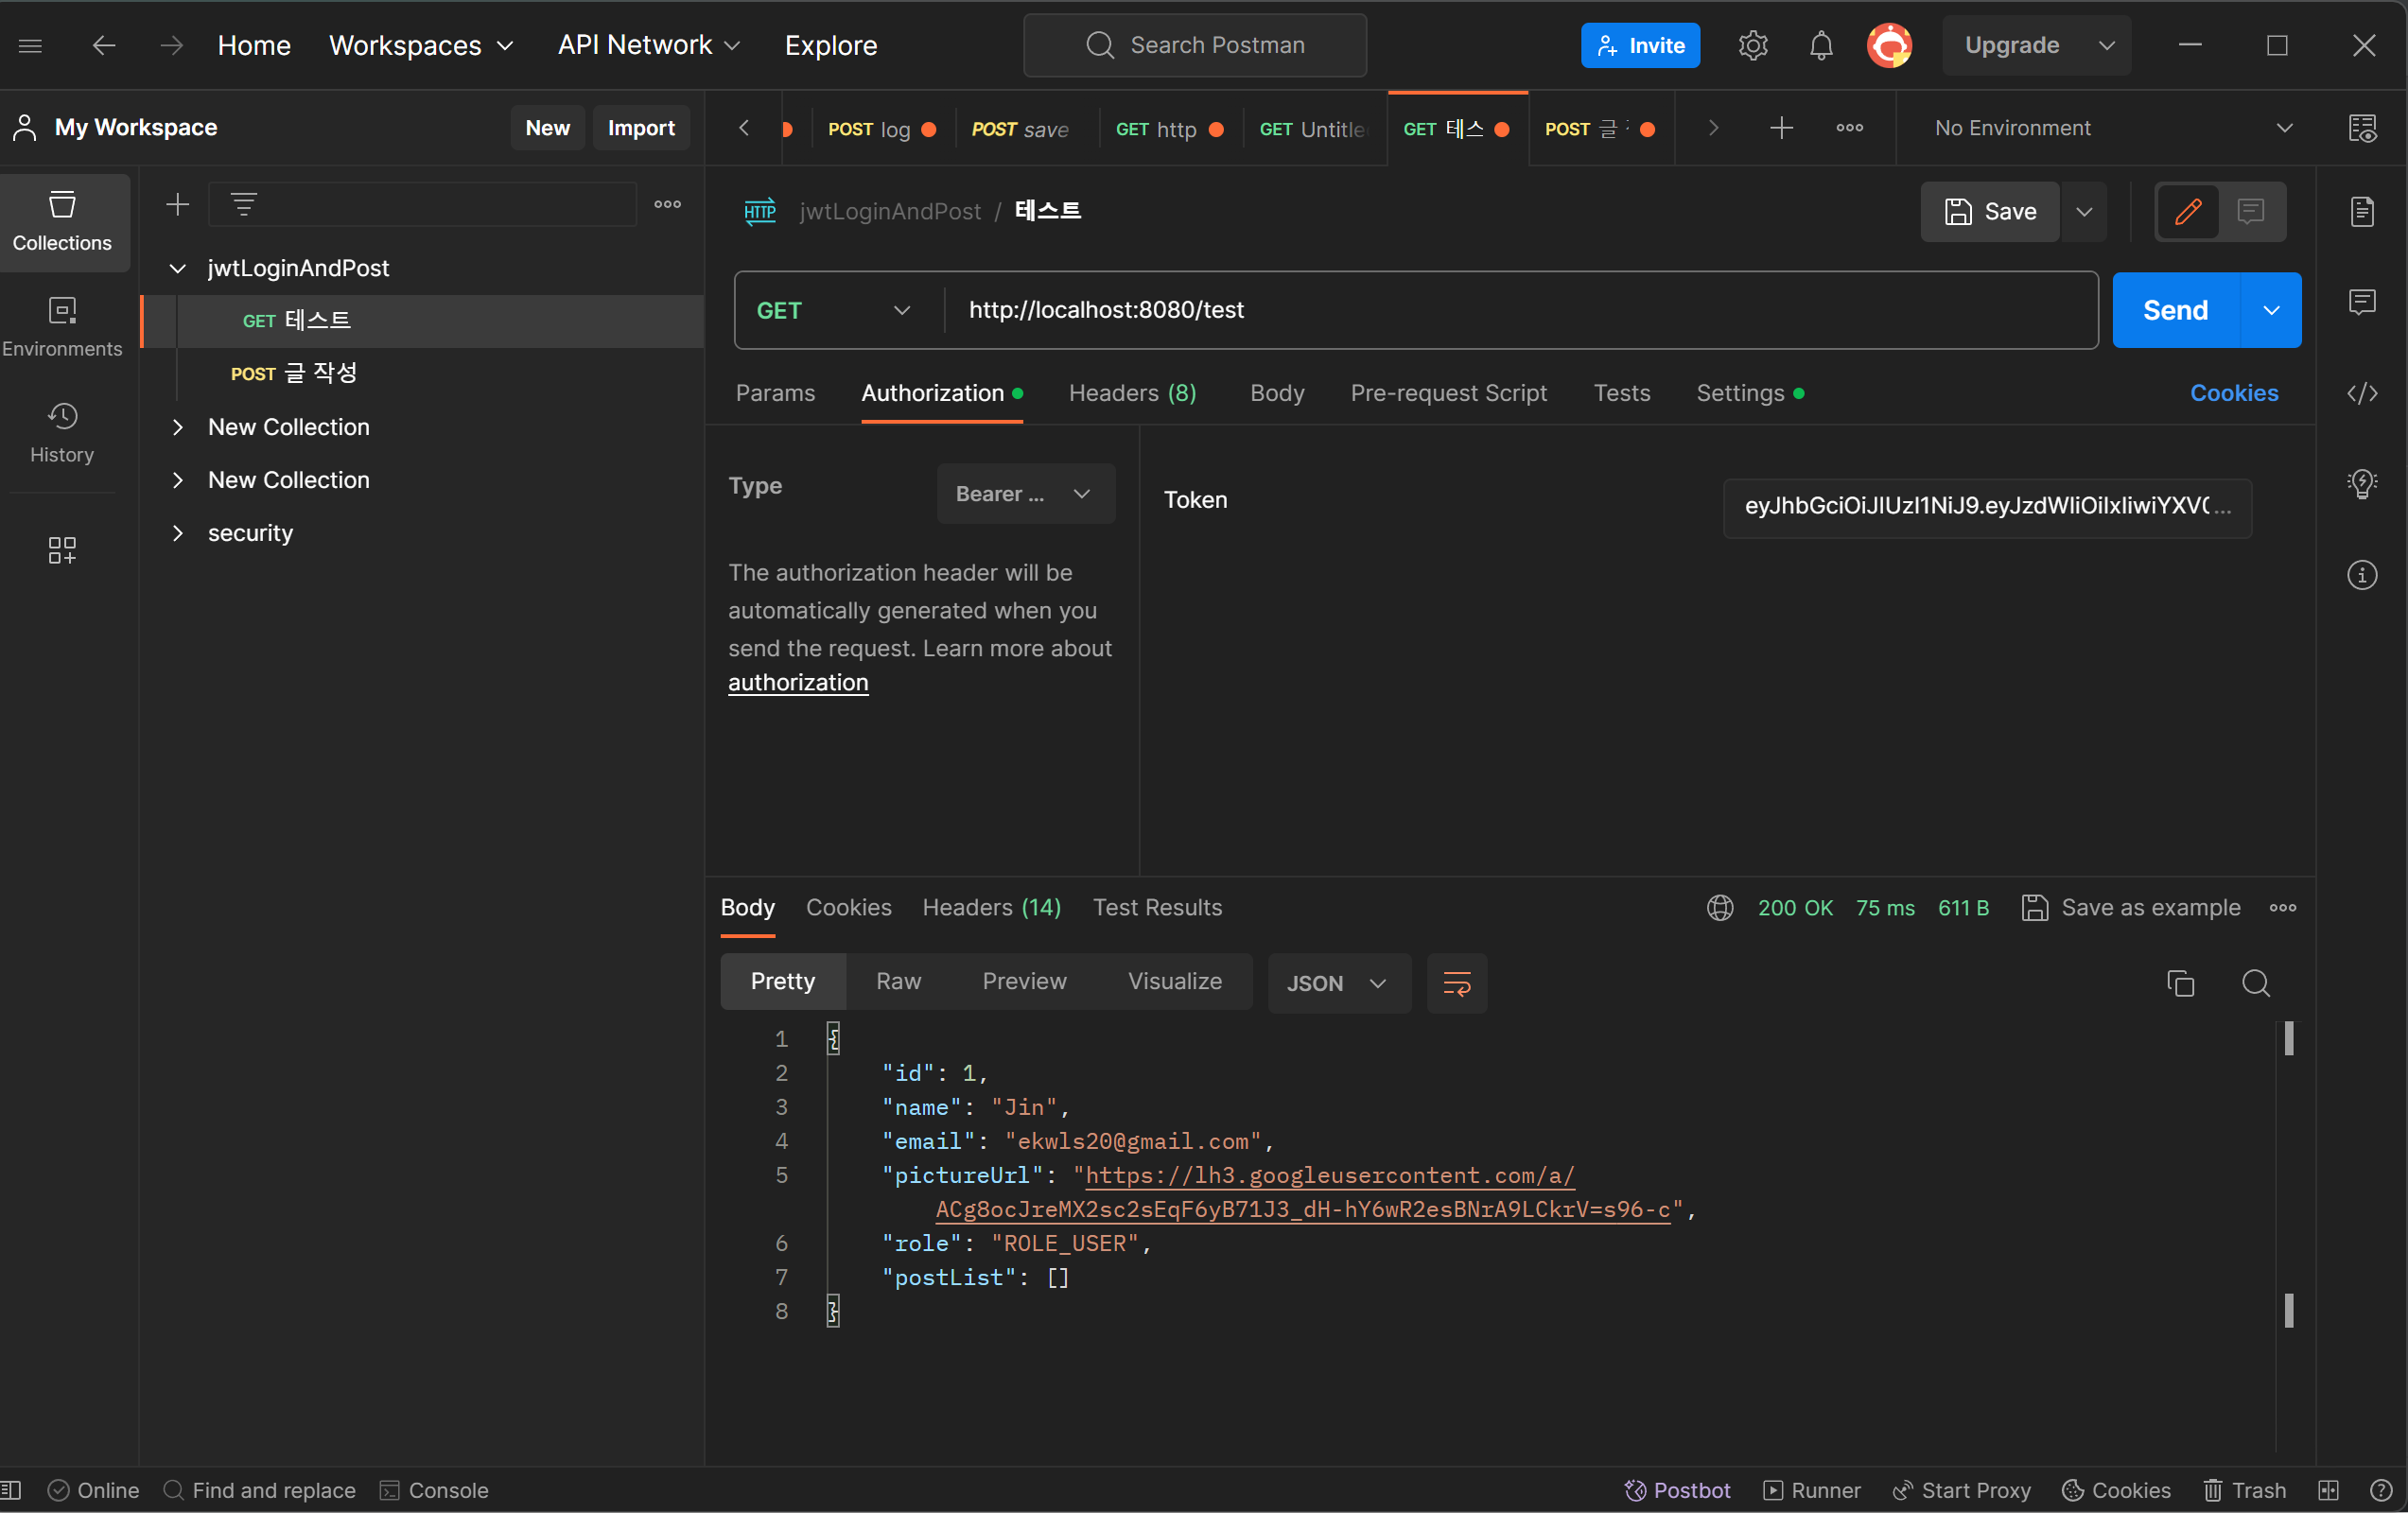 Home Workspaces API Network Explore Search Postman Invite Upgrade
My Workspace New Import
POST log POST save GET http GET Untitle GET 테스 POST 글 No Environment
Collections
Environments
History
jwtLoginAndPost
GET 테스트
POST 글 작성
New Collection
New Collection
security
HTTP jwtLoginAndPost / 테스트 Save
GET http://localhost:8080/test Send
Params Authorization Headers (8) Body Pre-request Script Tests Settings Cookies
Type Bearer ...
The authorization header will be
automatically generated when you
send the request. Learn more about
authorization
Token
Body Cookies Headers (14) Test Results 200 OK 75 ms 611 B Save as example
Pretty Raw Preview Visualize JSON
1 {
2 "id": 1,
3 "name": "Jin",
4 "email": "ekwls20@gmail.com",
5 "pictureUrl": "https://lh3.googleusercontent.com/a/
ACg8ocJreMX2sc2sEqF6yB71J3_dH-hY6wR2esBNrA9LCkrV=s96-c",
6 "role": "ROLE_USER",
7 "postList": []
8 }
Online Find and replace Console Postbot Runner Start Proxy Cookies Trash